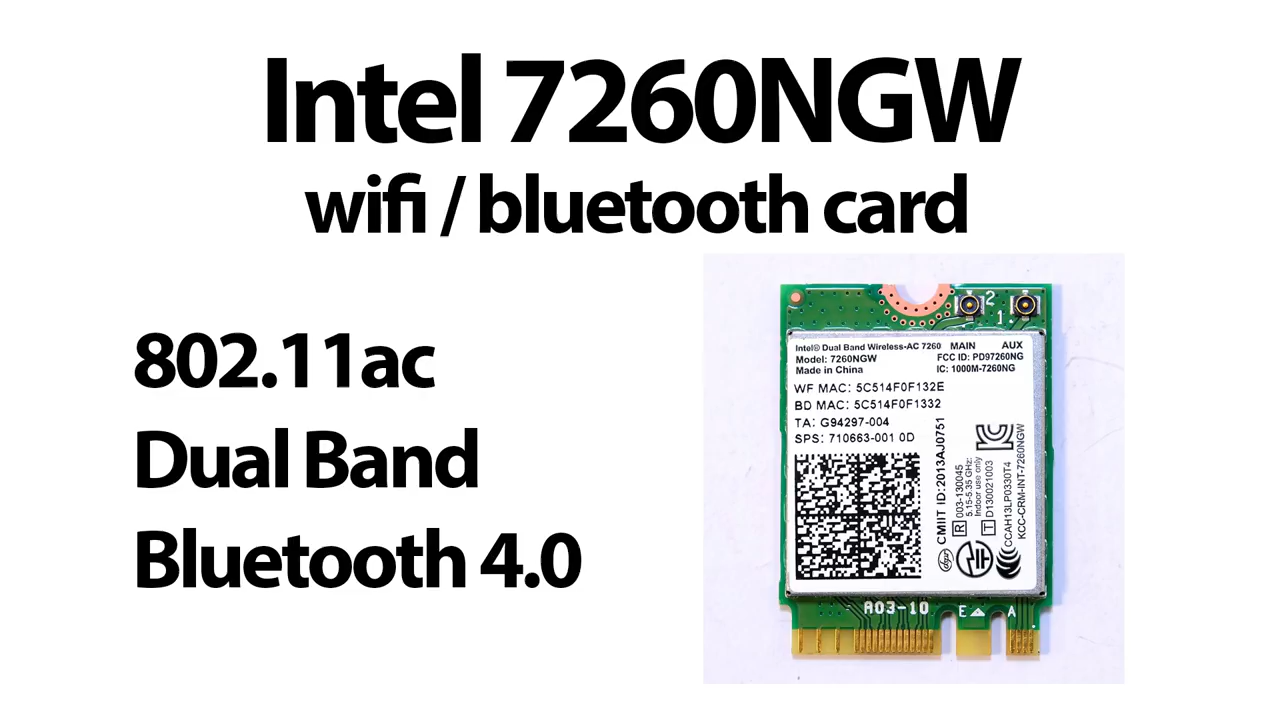 Intel 7260NGW
wifi / bluetooth card
802.11ac
Dual Band
Bluetooth 4.0
2
1
Intel® Dual Band Wireless-AC 7260 MAIN AUX
Model: 7260NGW FCC ID: PD97260NG
Made in China IC: 1000M-7260NG
WF MAC: 5C514F0F132E
BD MAC: 5C514F0F1332
TA: G94297-004
SPS: 710663-001 0D
CMIIT ID:2013AJ0751
R 003-130045
5.15-5.35 GHz:
Indoor use only
T D130021003
CCAH13LP0330T4
KCC-CRM-INT-7260NGW
A03-10 E A